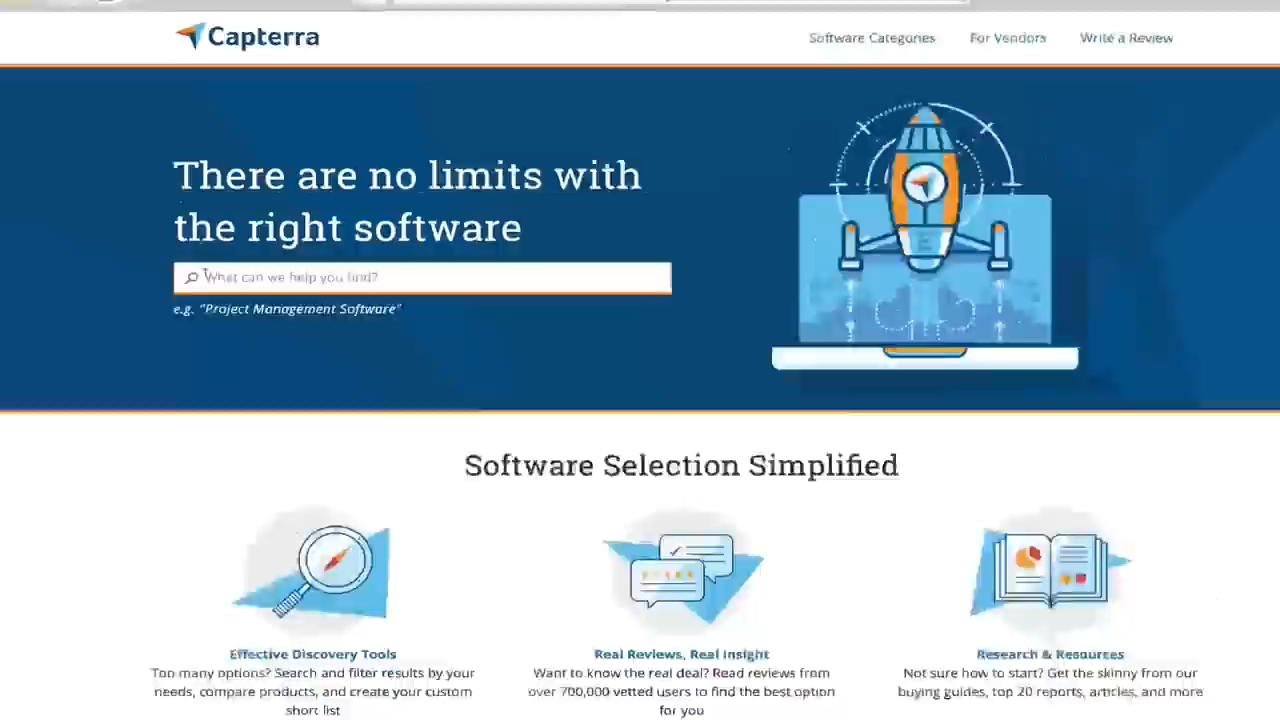 Capterra
Software Categories
For Vendors
Write a Review
There are no limits with
the right software
What can we help you find?
e.g. "Project Management Software"
Software Selection Simplified
Effective Discovery Tools
Too many options? Search and filter results by your
needs, compare products, and create your custom
short list
Real Reviews, Real Insight
Want to know the real deal? Read reviews from
over 700,000 vetted users to find the best option
for you
Research & Resources
Not sure how to start? Get the skinny from our
buying guides, top 20 reports, articles, and more